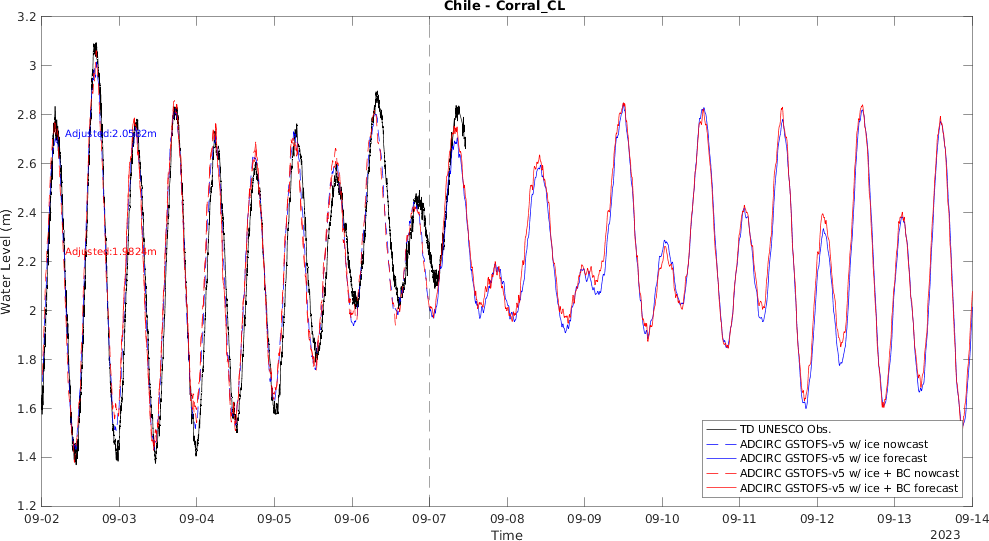 Chile - Corral_CL
3.2
3
2.8
2.6
2.4
2.2
2
1.8
1.6
1.4
1.2
Water Level (m)
Adjusted:2.0582m
Adjusted:1.9824m
TD UNESCO Obs.
ADCIRC GSTOFS-v5 w/ ice nowcast
ADCIRC GSTOFS-v5 w/ ice forecast
ADCIRC GSTOFS-v5 w/ ice + BC nowcast
ADCIRC GSTOFS-v5 w/ ice + BC forecast
09-02 09-03 09-04 09-05 09-06 09-07 09-08 09-09 09-10 09-11 09-12 09-13 09-14
Time
2023